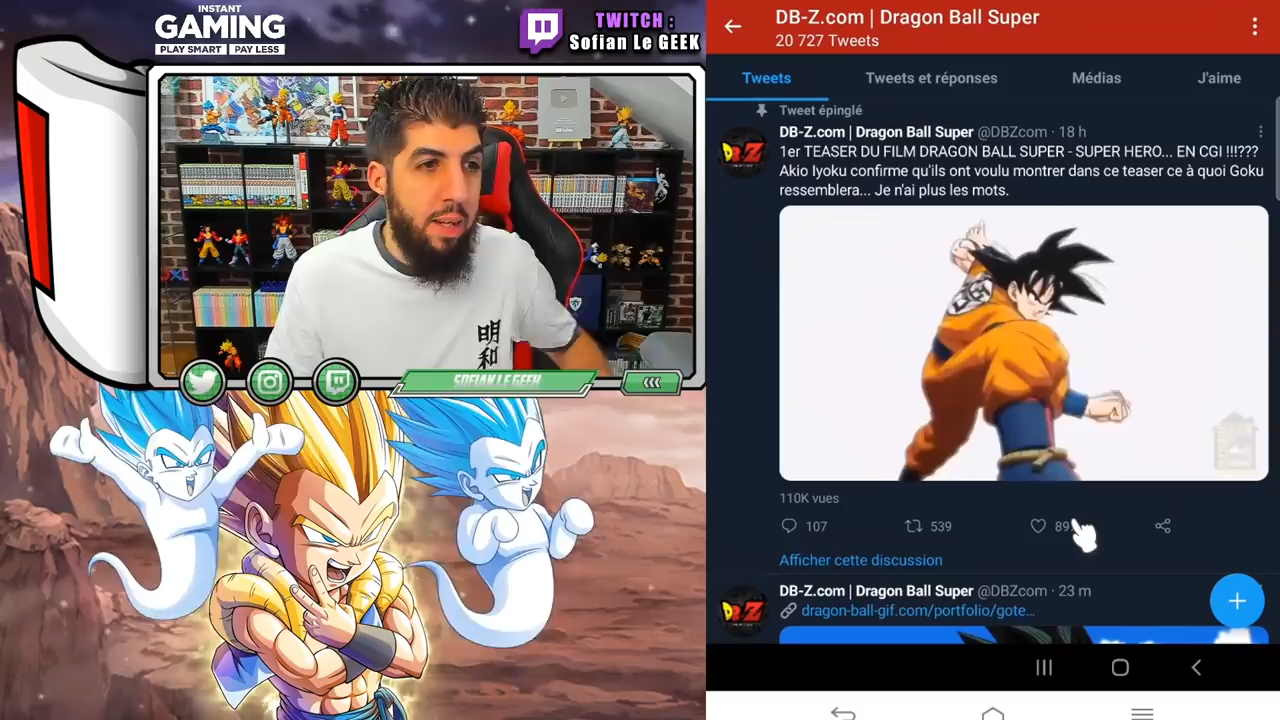 INSTANT
GAMING
PLAY SMART | PAY LESS
TWITCH :
Sofian Le GEEK
明
和
SOFIAN LE GEEK
DB-Z.com | Dragon Ball Super
20 727 Tweets
Tweets
Tweets et réponses
Médias
J'aime
Tweet épinglé
DB-Z.com | Dragon Ball Super @DBZcom · 18 h
1er TEASER DU FILM DRAGON BALL SUPER - SUPER HERO... EN CGI !!!???
Akio Iyoku confirme qu'ils ont voulu montrer dans ce teaser ce à quoi Goku
ressemblera... Je n'ai plus les mots.
110K vues
107
539
Afficher cette discussion
DB-Z.com | Dragon Ball Super @DBZcom · 23 m
dragon-ball-gif.com/portfolio/gote...